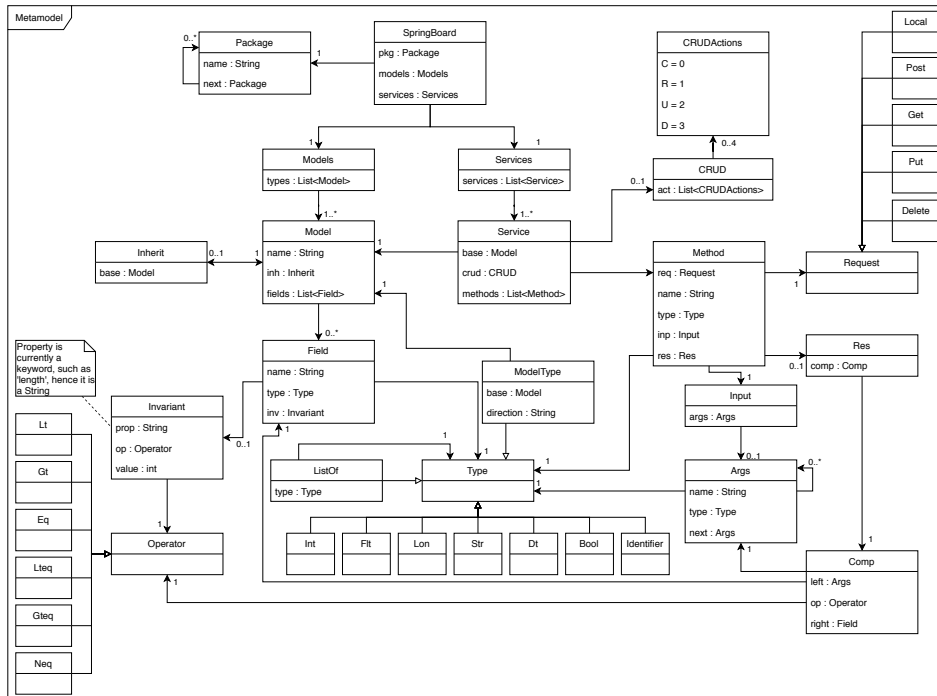 Metamodel
Package
name : String
next : Package
0..*
1
SpringBoard
pkg : Package
models : Models
services : Services
CRUDActions
C = 0
R = 1
U = 2
D = 3
Local
Post
Get
Put
Delete
1
1
Models
types : List<Model>
Services
services : List<Service>
0..4
CRUD
act : List<CRUDActions>
0..1
1..*
1..*
Inherit
base : Model
0..1
1
Model
name : String
inh : Inherit
fields : List<Field>
1
1
Service
base : Model
crud : CRUD
methods : List<Method>
Method
req : Request
name : String
type : Type
inp : Input
res : Res
1
Request
0..*
Property is
currently a
keyword, such as
'length', hence it is
a String
Field
name : String
type : Type
inv : Invariant
1
0..1
ModelType
base : Model
direction : String
Res
comp : Comp
0..1
1
Input
args : Args
Invariant
prop : String
op : Operator
value : int
1
Lt
Gt
Eq
Lteq
Gteq
Neq
Operator
1
ListOf
type : Type
1
1
Type
1
1
0..1
0..*
Args
name : String
type : Type
next : Args
1
Int
Flt
Lon
Str
Dt
Bool
Identifier
1
Comp
left : Args
op : Operator
right : Field